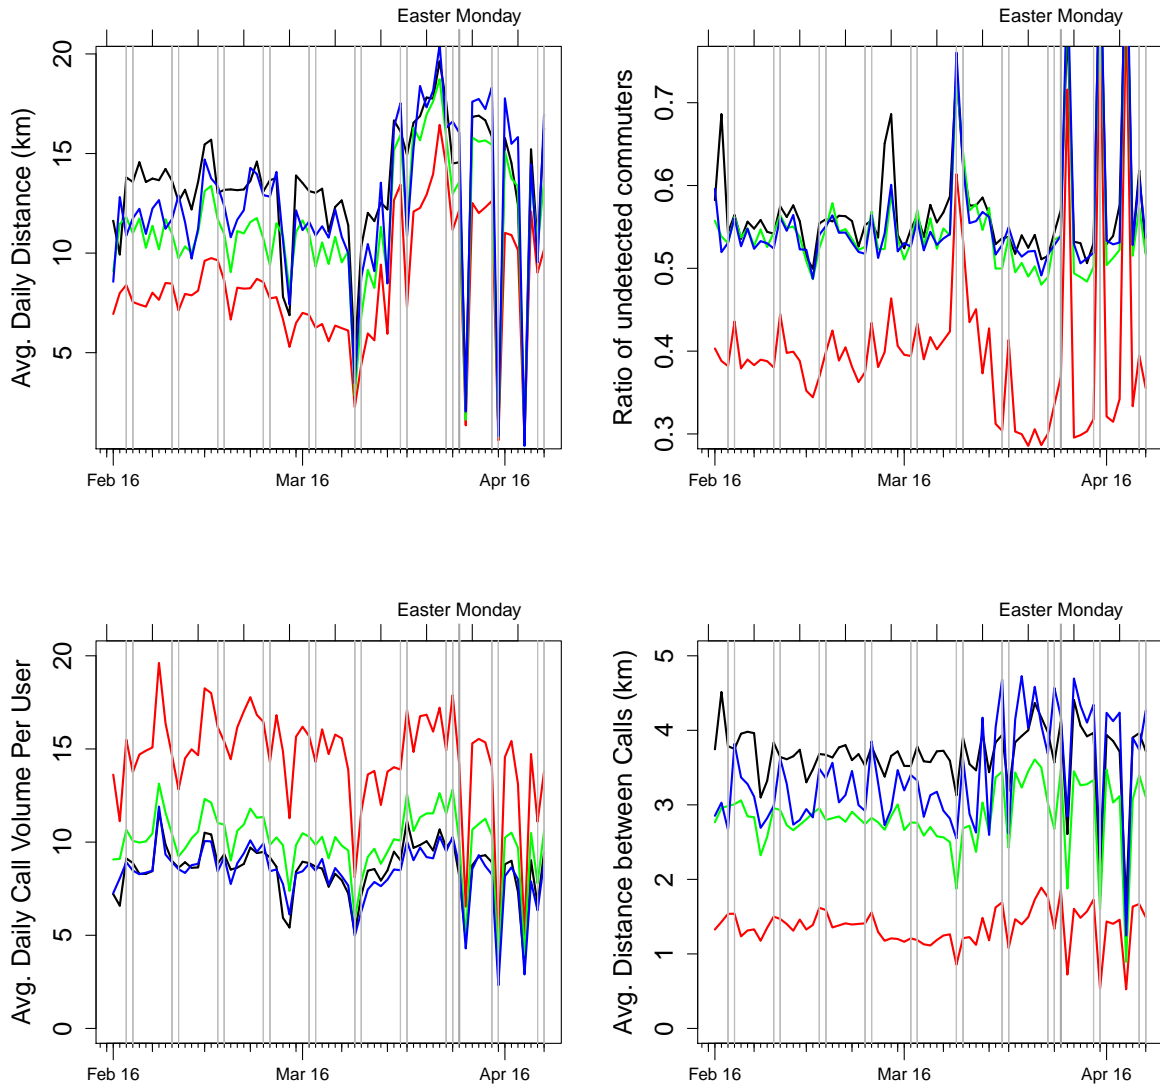 Easter Monday
Avg. Daily Distance (km)
20
15
10
5
Feb 16 Mar 16 Apr 16
Easter Monday
Ratio of undetected commuters
0.7
0.6
0.5
0.4
0.3
Feb 16 Mar 16 Apr 16
Easter Monday
Avg. Daily Call Volume Per User
20
15
10
5
0
Feb 16 Mar 16 Apr 16
Easter Monday
Avg. Distance between Calls (km)
5
4
3
2
1
0
Feb 16 Mar 16 Apr 16